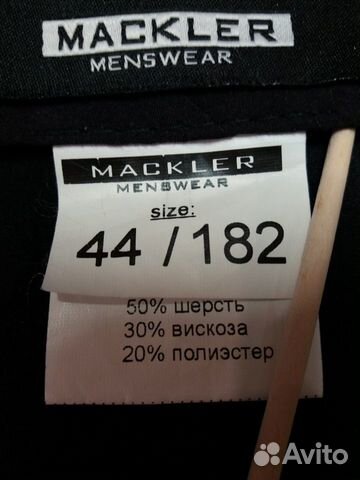 MACKLER
MENSWEAR
MACKLER
MENSWEAR
size:
44 / 182
50% шерсть
30% вискоза
20% полиэстер
Avito